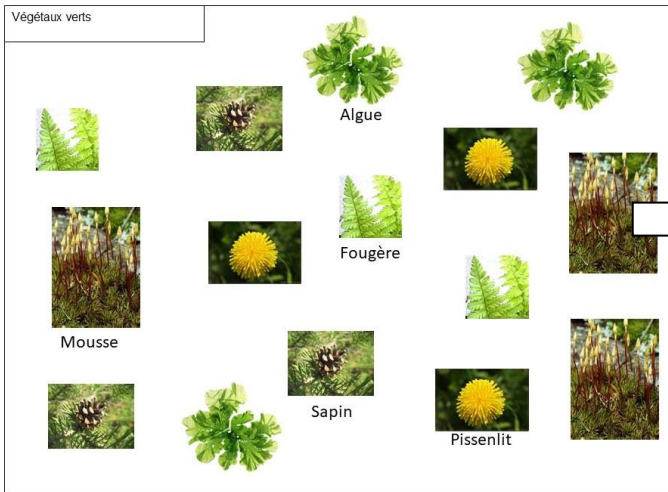 Végétaux verts
Algue
Fougère
Mousse
Sapin
Pissenlit